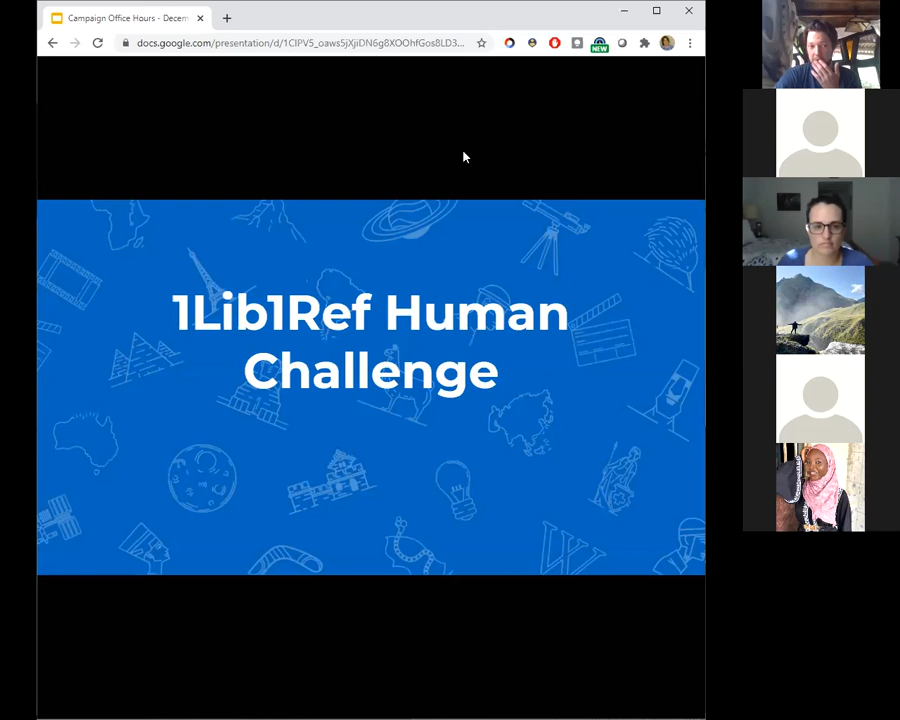 Campaign Office Hours - Decem
docs.google.com/presentation/d/1CIPV5_oaws5jXjiDN6g8XOOhfGos8LD3...
NEW
1Lib1Ref Human
Challenge
W